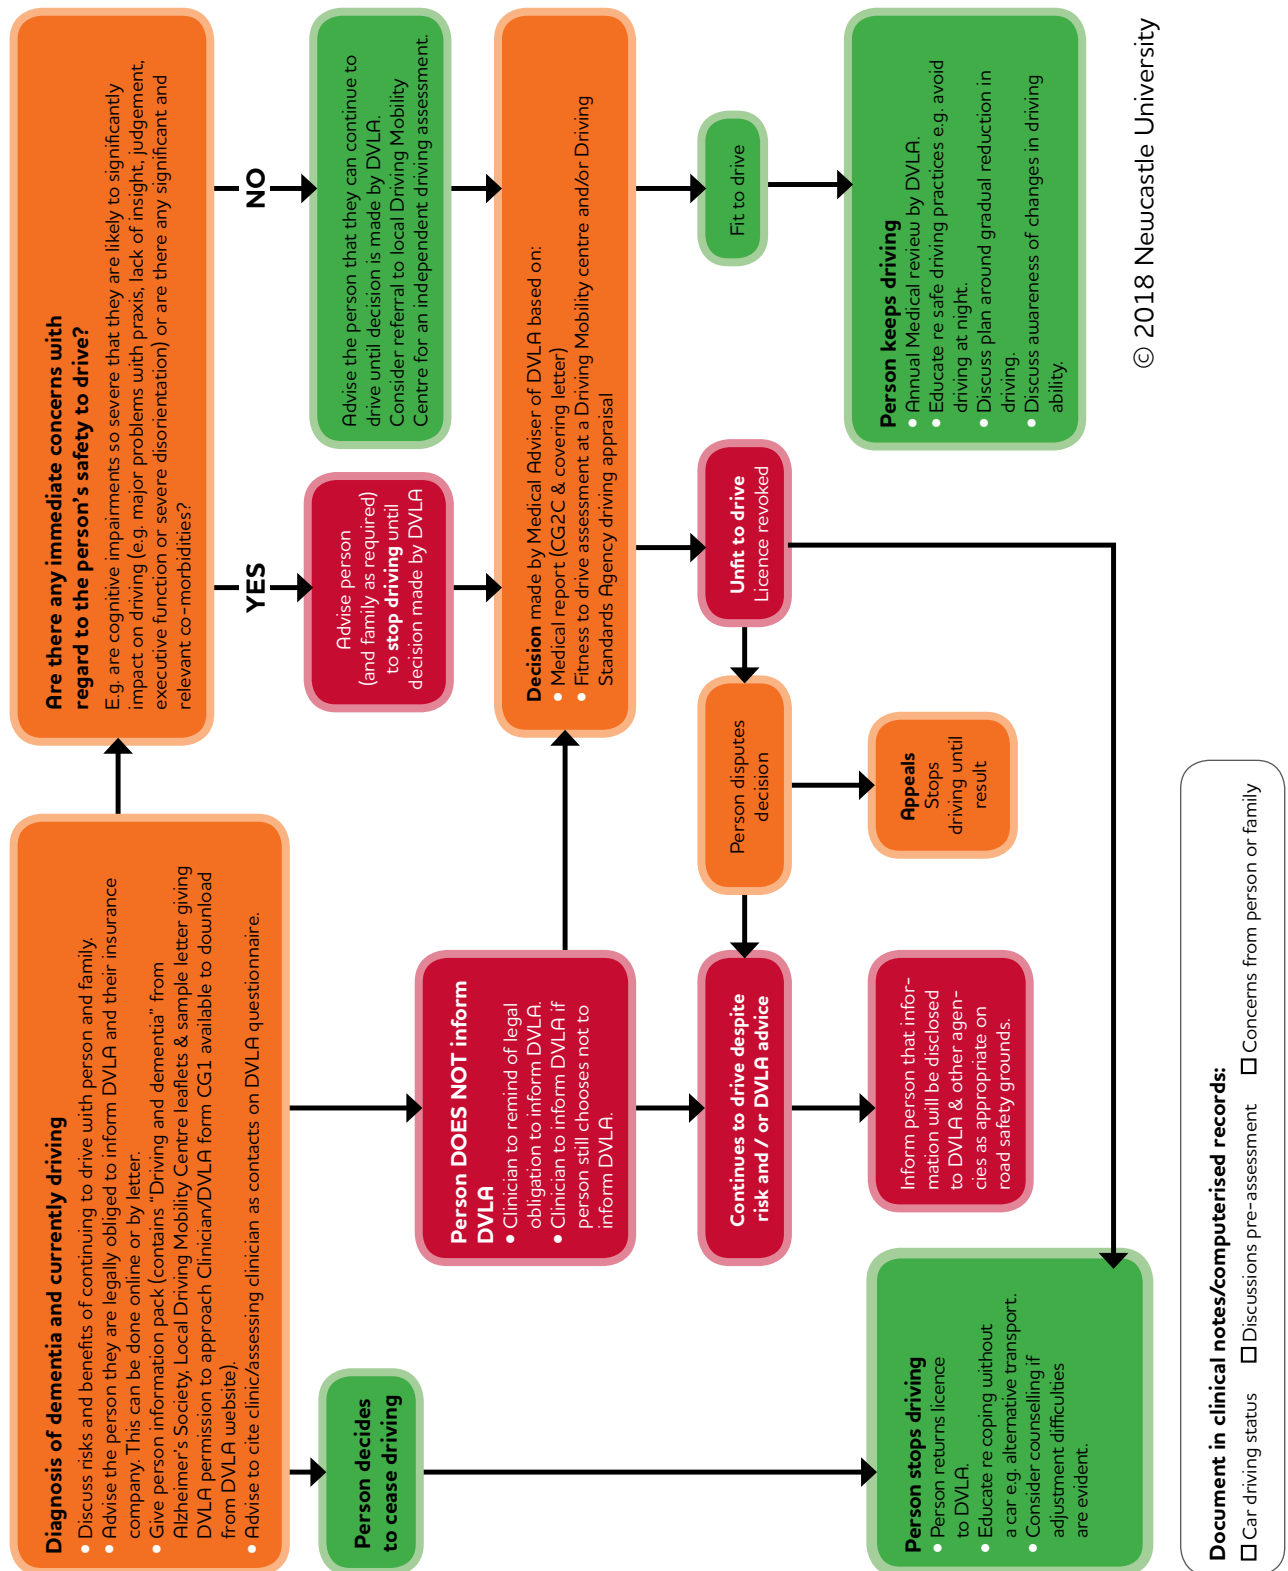 Diagnosis of dementia and currently driving
• Discuss risks and benefits of continuing to drive with person and family.
• Advise the person they are legally obliged to inform DVLA and their insurance
company. This can be done online or by letter.
• Give person information pack (contains “Driving and dementia” from
Alzheimer’s Society, Local Driving Mobility Centre leaflets & sample letter giving
DVLA permission to approach Clinician/DVLA form CG1 available to download
from DVLA website).
• Advise to cite clinic/assessing clinician as contacts on DVLA questionnaire.
Are there any immediate concerns with
regard to the person’s safety to drive?
E.g. are cognitive impairments so severe that they are likely to significantly
impact on driving (e.g. major problems with praxis, lack of insight, judgement,
executive function or severe disorientation) or are there any significant and
relevant co-morbidities?
YES
NO
Person decides
to cease driving
Advise person
(and family as required)
to stop driving until
decision made by DVLA
Advise the person that they can continue to
drive until decision is made by DVLA.
Consider referral to local Driving Mobility
Centre for an independent driving assessment.
Person DOES NOT inform
DVLA
• Clinician to remind of legal
obligation to inform DVLA.
• Clinician to inform DVLA if
person still chooses not to
inform DVLA.
Decision made by Medical Adviser of DVLA based on:
• Medical report (CG2C & covering letter)
• Fitness to drive assessment at a Driving Mobility centre and/or Driving
Standards Agency driving appraisal
Continues to drive despite
risk and / or DVLA advice
Person disputes
decision
Unfit to drive
Licence revoked
Fit to drive
Person stops driving
• Person returns licence
to DVLA.
• Educate re coping without
a car e.g. alternative transport.
• Consider counselling if
adjustment difficulties
are evident.
Inform person that infor-
mation will be disclosed
to DVLA & other agen-
cies as appropriate on
road safety grounds.
Appeals
Stops
driving until
result
Person keeps driving
• Annual Medical review by DVLA.
• Educate re safe driving practices e.g. avoid
driving at night.
• Discuss plan around gradual reduction in
driving.
• Discuss awareness of changes in driving
ability.
© 2018 Newcastle University
Document in clinical notes/computerised records:
☐ Car driving status ☐ Discussions pre-assessment ☐ Concerns from person or family